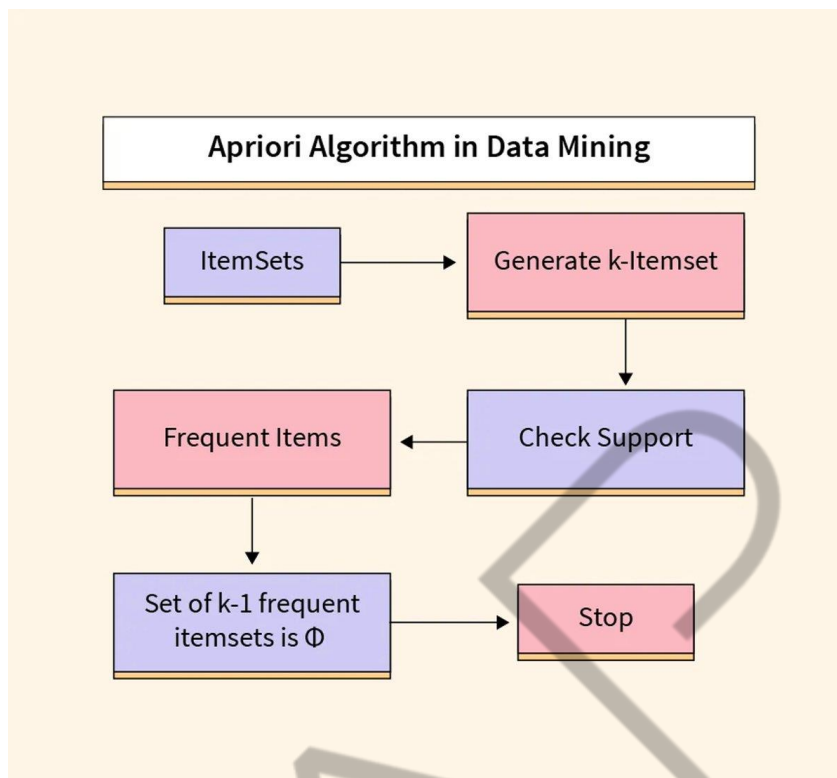 Apriori Algorithm in Data Mining
ItemSets
Generate k-Itemset
Frequent Items
Check Support
Set of k-1 frequent
itemsets is Φ
Stop